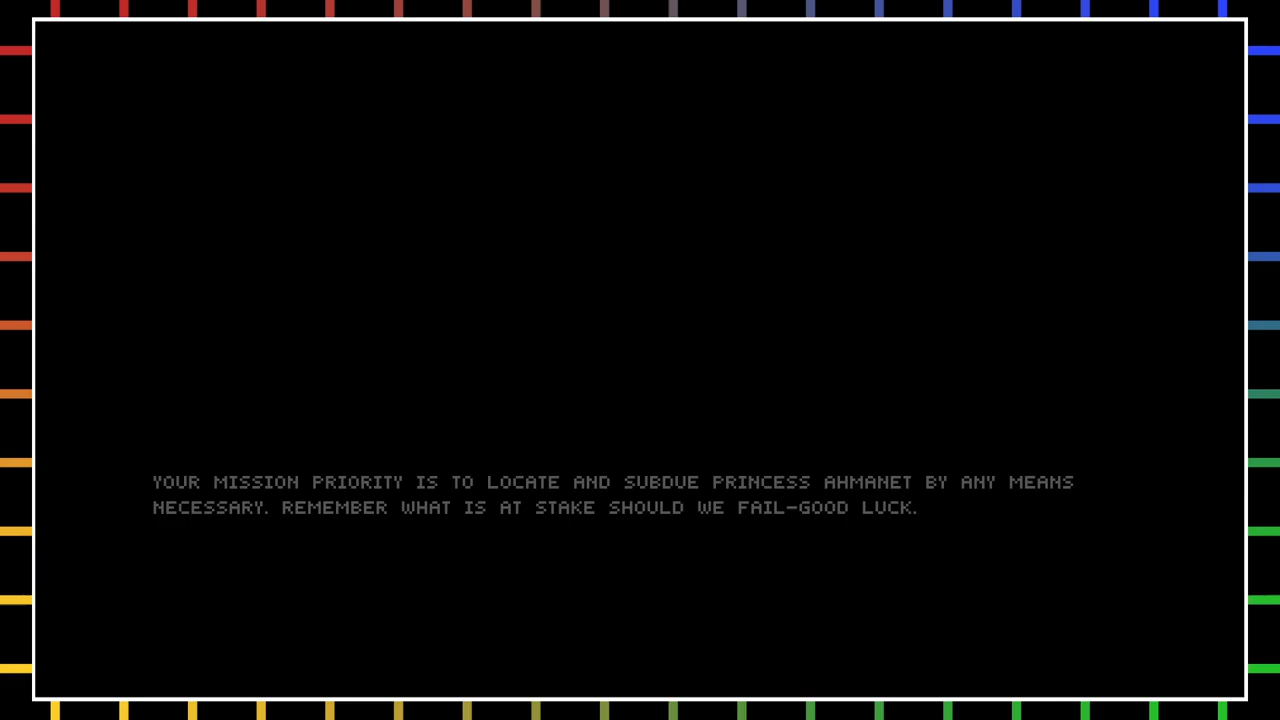 YOUR MISSION PRIORITY IS TO LOCATE AND SUBDUE PRINCESS AHMANET BY ANY MEANS
NECESSARY. REMEMBER WHAT IS AT STAKE SHOULD WE FAIL—GOOD LUCK.